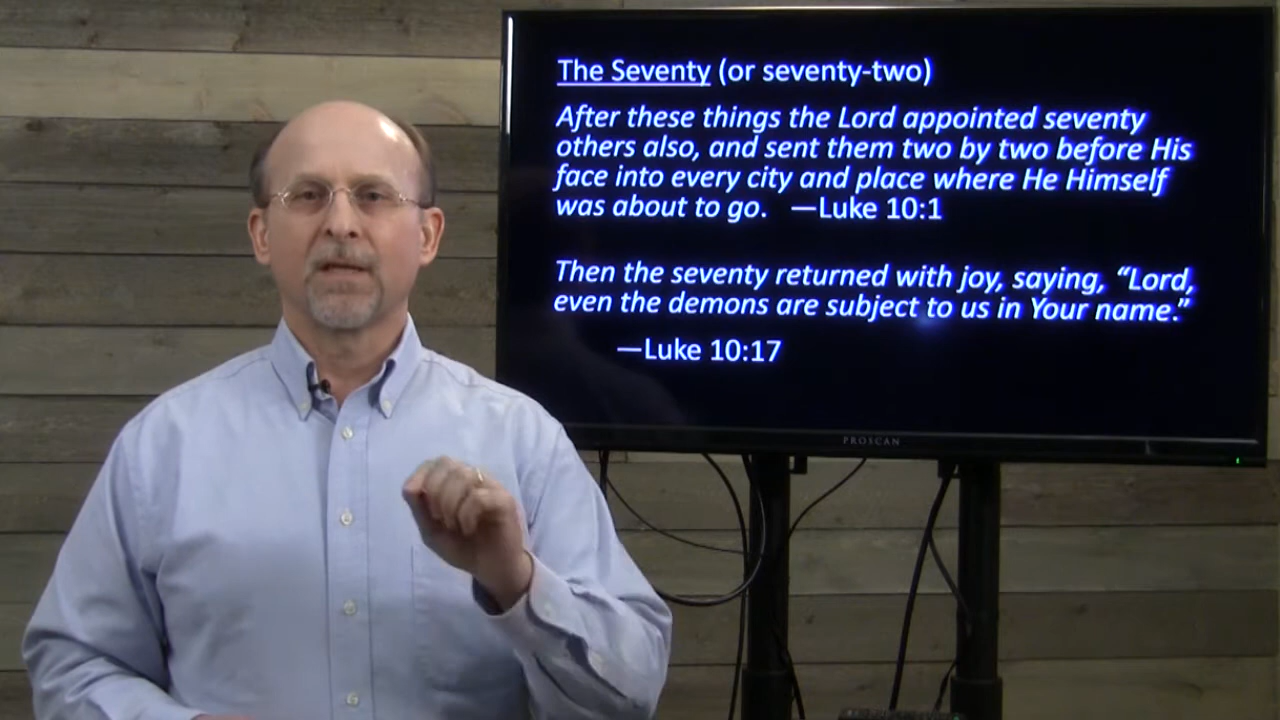 The Seventy (or seventy-two)
After these things the Lord appointed seventy
others also, and sent them two by two before His
face into every city and place where He Himself
was about to go. —Luke 10:1
Then the seventy returned with joy, saying, “Lord,
even the demons are subject to us in Your name.”
—Luke 10:17
PROSCAN